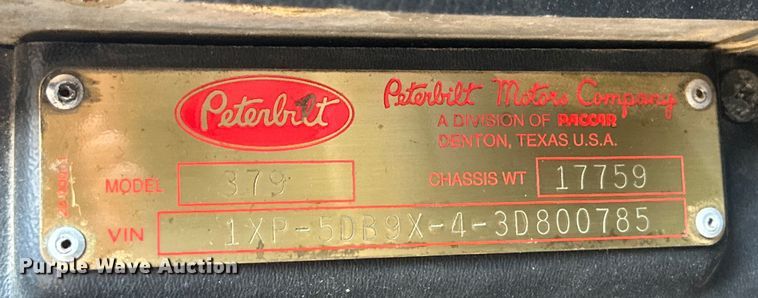 Peterbilt
Peterbilt Motors Company
A DIVISION OF PACCAR
DENTON, TEXAS U.S.A.
MODEL 379 CHASSIS WT 17759
VIN 1XP-5DB9X-4-3D800785
Purple Wave Auction